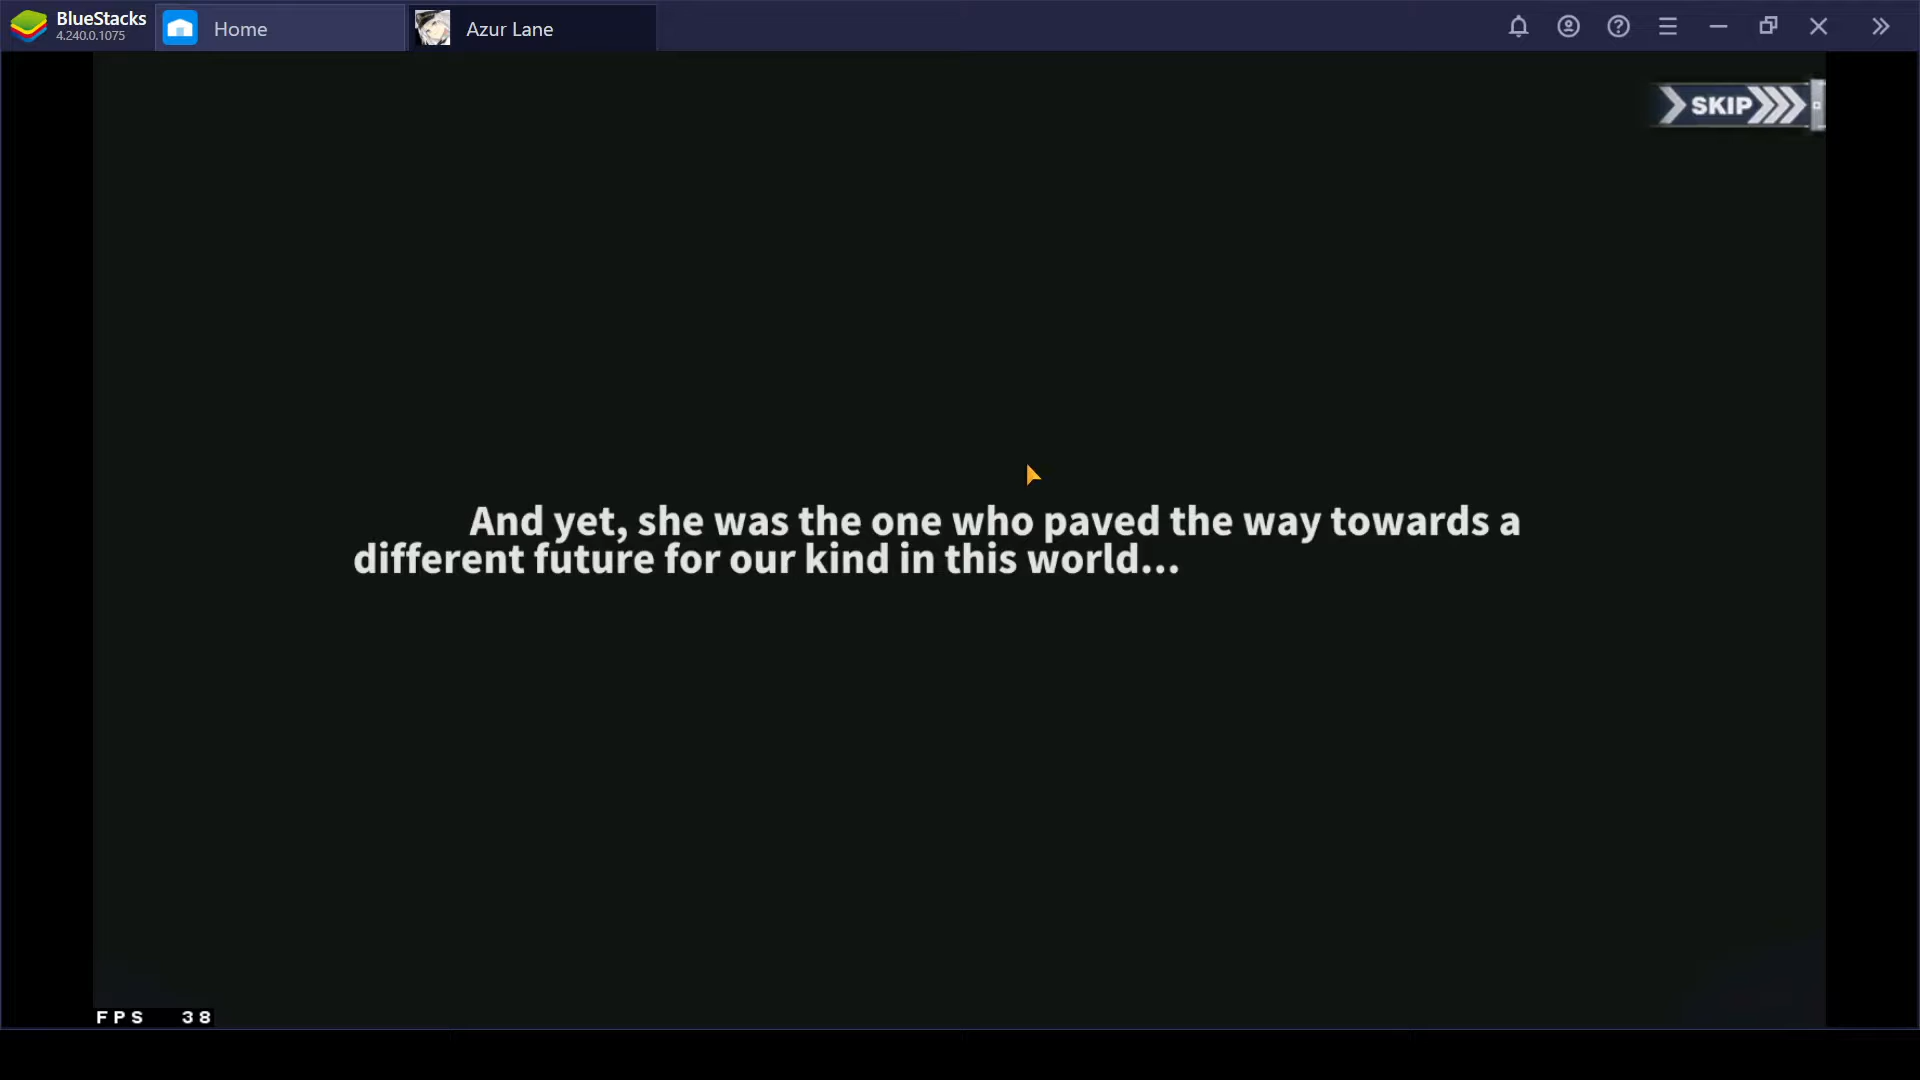 BlueStacks
4.240.0.1075
Home
Azur Lane
SKIP
And yet, she was the one who paved the way towards a
different future for our kind in this world...
FPS 38